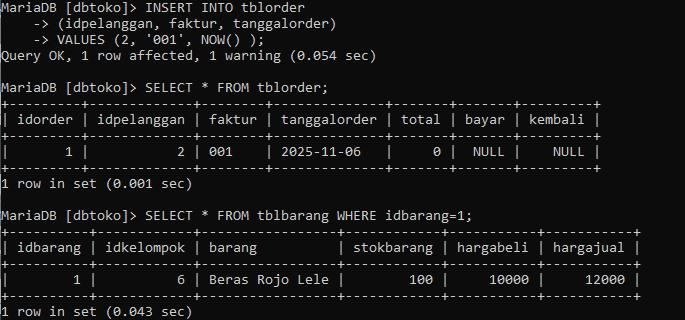 MariaDB [dbtoko]> INSERT INTO tblorder
    -> (idpelanggan, faktur, tanggalorder)
    -> VALUES (2, '001', NOW() );
Query OK, 1 row affected, 1 warning (0.054 sec)

MariaDB [dbtoko]> SELECT * FROM tblorder;
+---------+-------------+--------+--------------+-------+-------+---------+
| idorder | idpelanggan | faktur | tanggalorder | total | bayar | kembali |
+---------+-------------+--------+--------------+-------+-------+---------+
|       1 |           2 | 001    | 2025-11-06   |     0 |  NULL |    NULL |
+---------+-------------+--------+--------------+-------+-------+---------+
1 row in set (0.001 sec)

MariaDB [dbtoko]> SELECT * FROM tblbarang WHERE idbarang=1;
+----------+------------+-----------------+------------+-----------+-----------+
| idbarang | idkelompok | barang          | stokbarang | hargabeli | hargajual |
+----------+------------+-----------------+------------+-----------+-----------+
|        1 |          6 | Beras Rojo Lele |        100 |     10000 |     12000 |
+----------+------------+-----------------+------------+-----------+-----------+
1 row in set (0.043 sec)